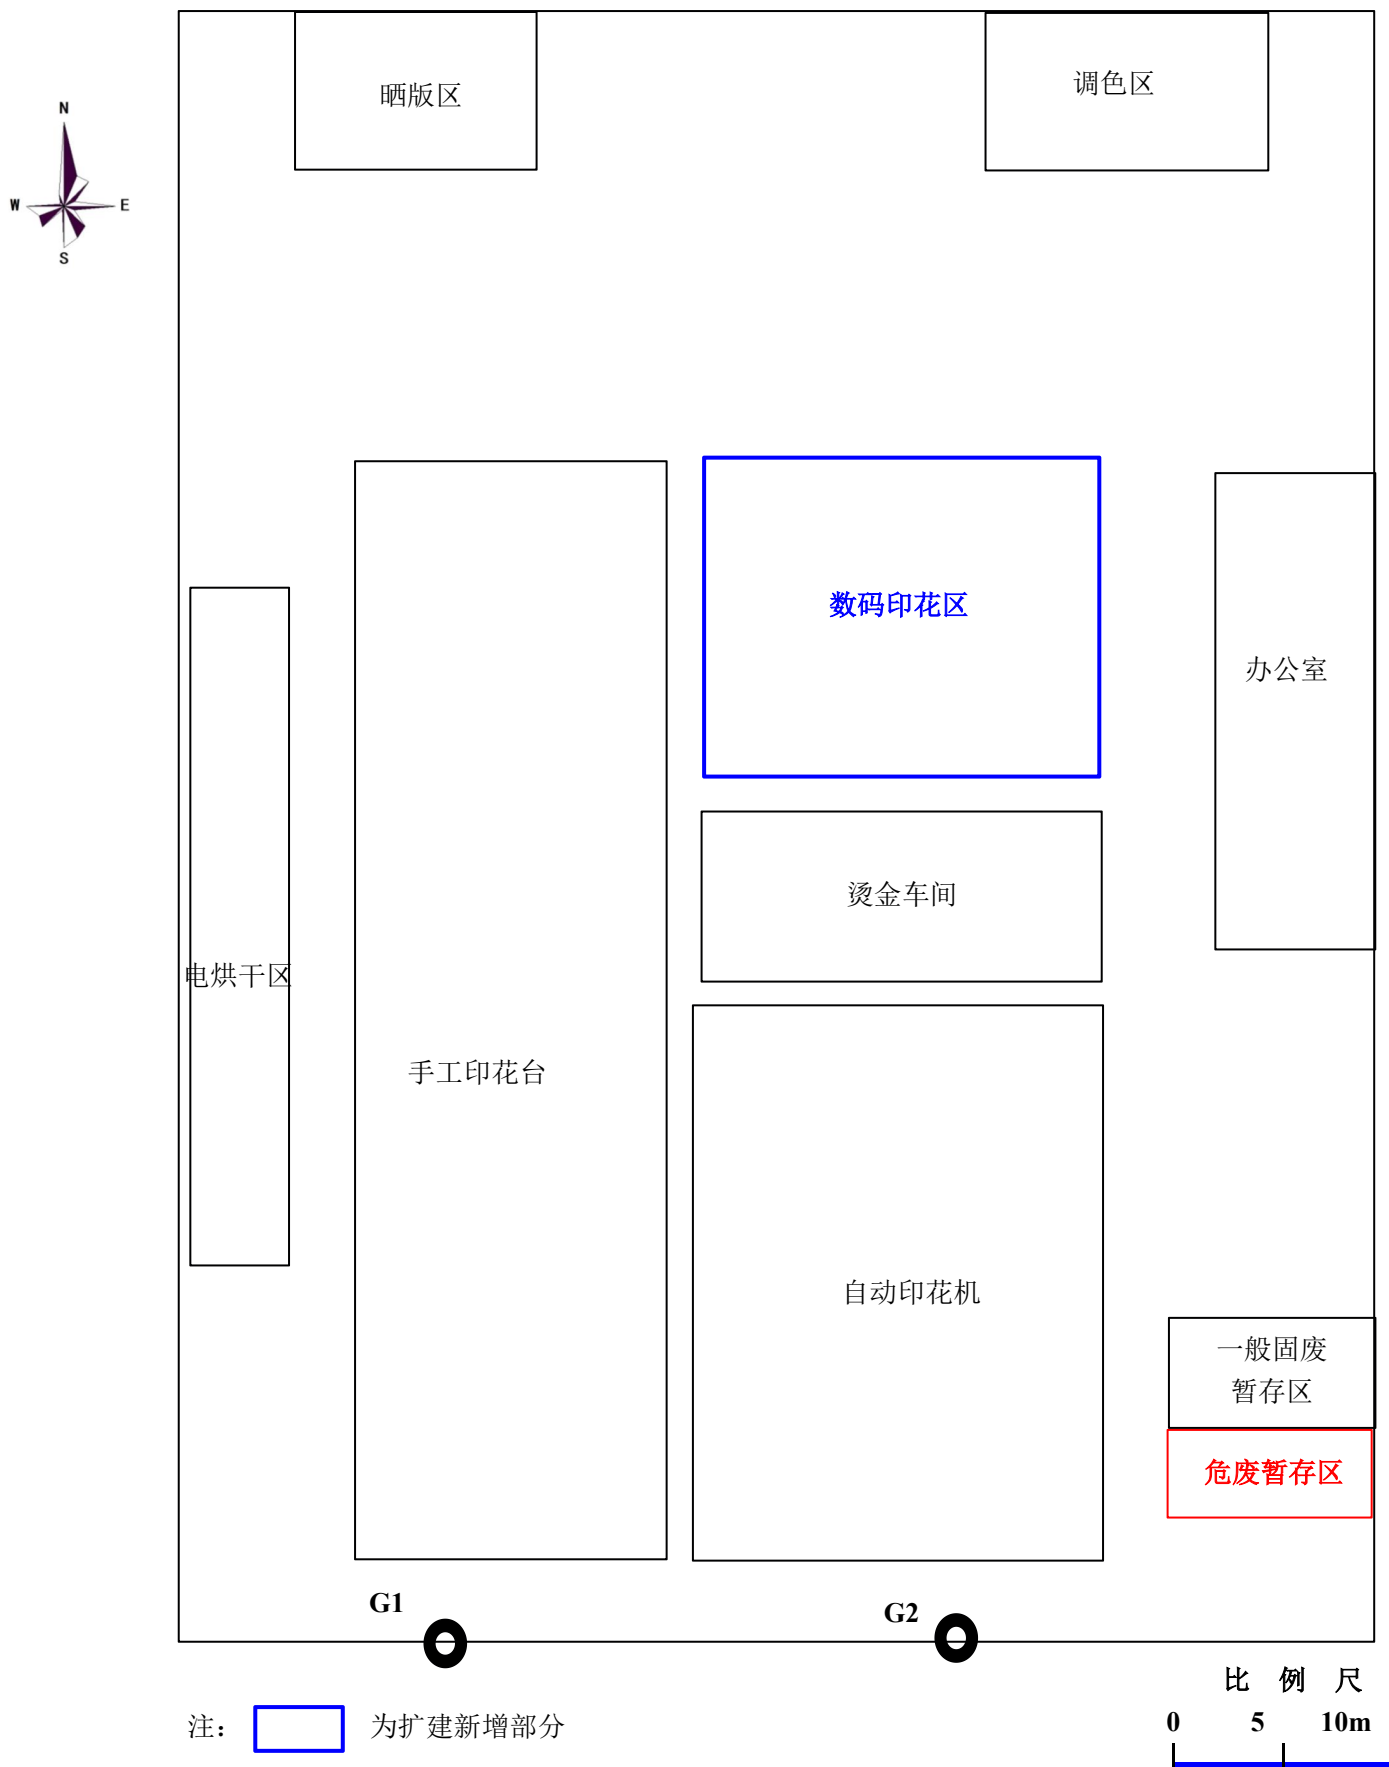 晒版区
调色区
N
W
E
S
数码印花区
办公室
烫金车间
电烘干区
手工印花台
自动印花机
一般固废
暂存区
危废暂存区
G1
G2
比 例 尺
注：
为扩建新增部分
0 5 10m